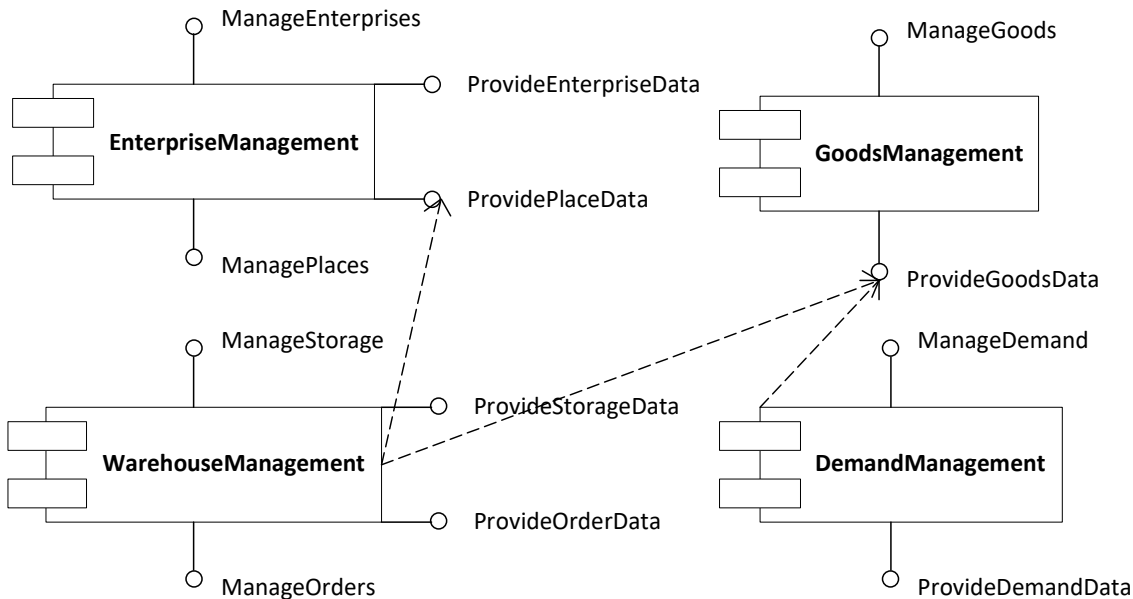 ManageEnterprises
ManageGoods
ProvideEnterpriseData
EnterpriseManagement
GoodsManagement
ProvidePlaceData
ManagePlaces
ProvideGoodsData
ManageStorage
ManageDemand
ProvideStorageData
WarehouseManagement
DemandManagement
ProvideOrderData
ManageOrders
ProvideDemandData